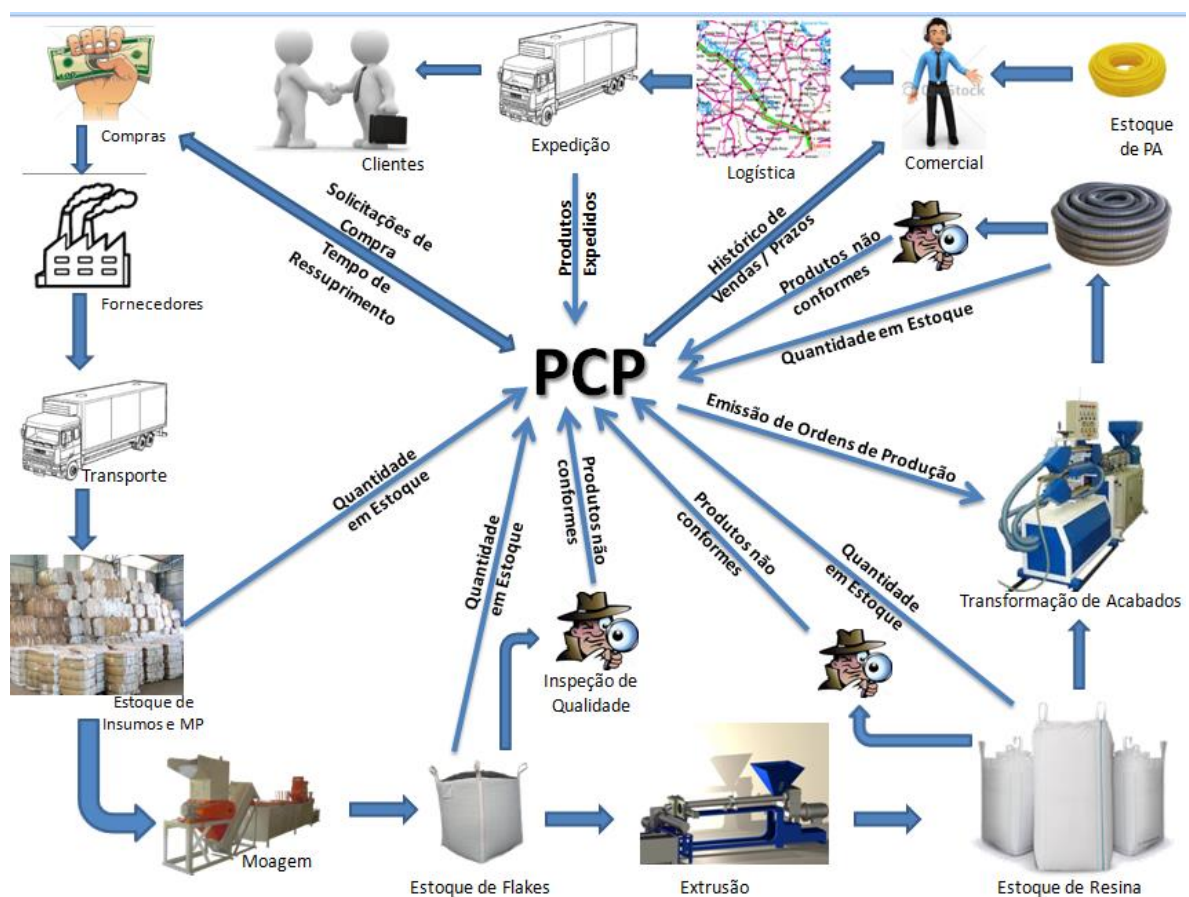 Compras
Clientes
Expedição
Logística
Comercial
Estoque
de PA
Solicitações de
Compra
Tempo de
Ressuprimento
Produtos
Expedidos
Histórico de
Vendas / Prazos
Produtos não
conformes
Quantidade em Estoque
Fornecedores
PCP
Emissão de Ordens de Produção
Transporte
Quantidade
em Estoque
Quantidade
em Estoque
Produtos não
conformes
Produtos não
conformes
Quantidade
em Estoque
Transformação de Acabados
Inspeção de
Qualidade
Estoque de
Insumos e MP
Moagem
Estoque de Flakes
Extrusão
Estoque de Resina